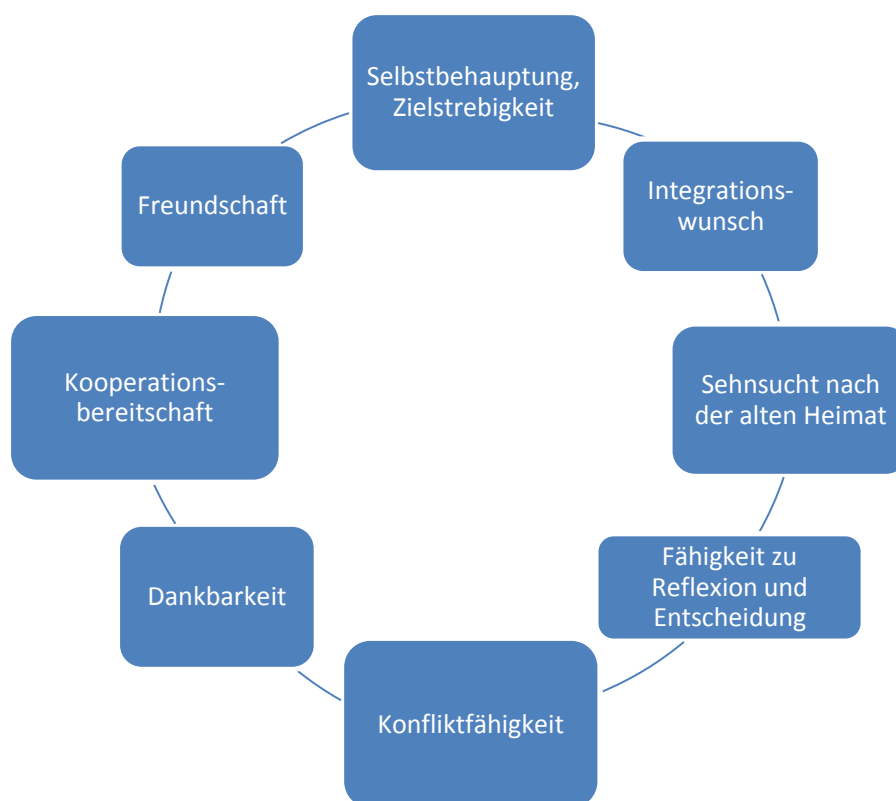 Selbstbehauptung,
Zielstrebigkeit
Integrations-
wunsch
Sehnsucht nach
der alten Heimat
Fähigkeit zu
Reflexion und
Entscheidung
Konfliktfähigkeit
Dankbarkeit
Kooperations-
bereitschaft
Freundschaft